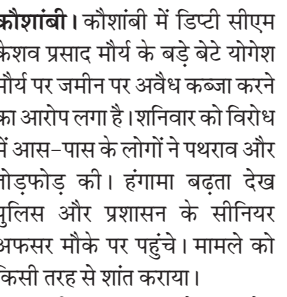 कौशांबी। कौशांबी में डिप्टी सीएम
केशव प्रसाद मौर्य के बड़े बेटे योगेश
मौर्य पर जमीन पर अवैध कब्जा करने
का आरोप लगा है। शनिवार को विरोध
में आस-पास के लोगों ने पथराव और
तोड़फोड़ की। हंगामा बढ़ता देख
पुलिस और प्रशासन के सीनियर
अफसर मौके पर पहुंचे। मामले को
किसी तरह से शांत कराया।